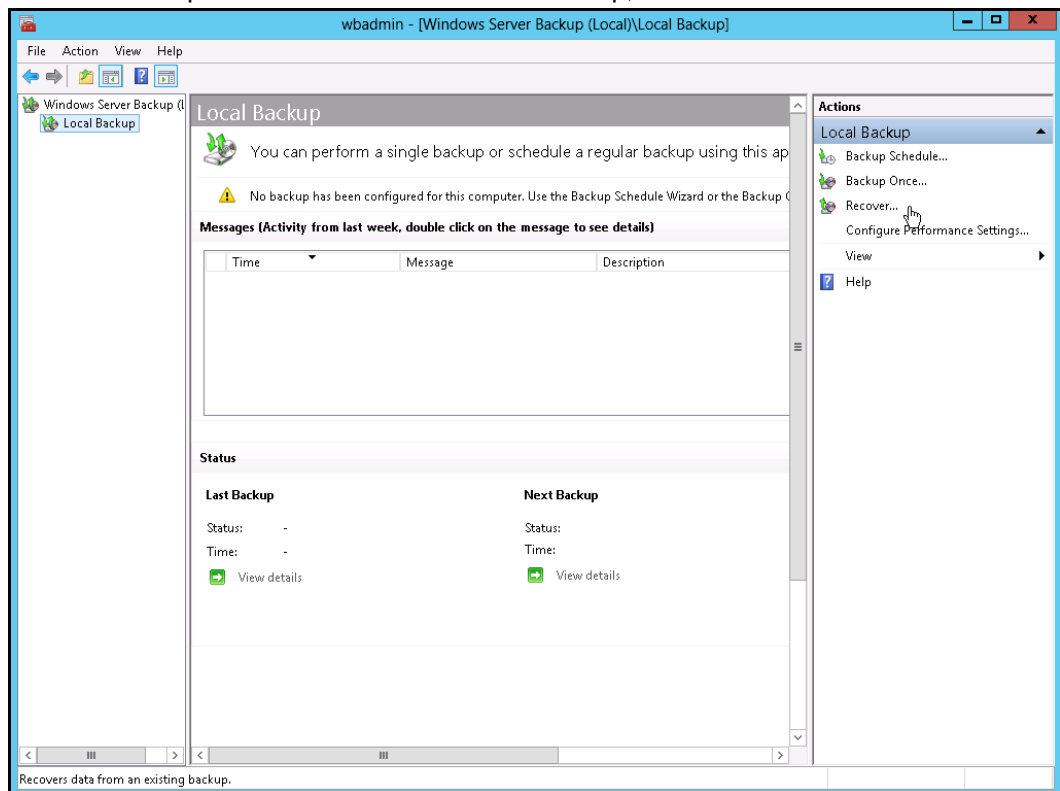 wbadmin - [Windows Server Backup (Local)\Local Backup]
File Action View Help
Windows Server Backup (L
Local Backup
Local Backup
You can perform a single backup or schedule a regular backup using this ap
No backup has been configured for this computer. Use the Backup Schedule Wizard or the Backup
Messages (Activity from last week, double click on the message to see details)
Time Message Description
Status
Last Backup Next Backup
Status: - Status:
Time: - Time:
View details View details
Actions
Local Backup
Backup Schedule...
Backup Once...
Recover...
Configure Performance Settings...
View
Help
Recovers data from an existing backup.